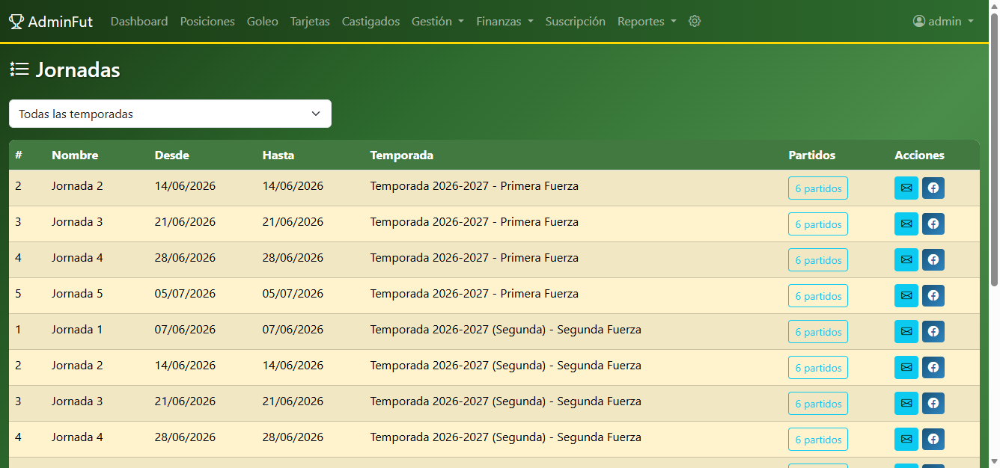 AdminFut Dashboard Posiciones Goleo Tarjetas Castigados Gestión Finanzas Suscripción Reportes admin
Jornadas
Todas las temporadas
# Nombre Desde Hasta Temporada Partidos Acciones
2 Jornada 2 14/06/2026 14/06/2026 Temporada 2026-2027 - Primera Fuerza 6 partidos
3 Jornada 3 21/06/2026 21/06/2026 Temporada 2026-2027 - Primera Fuerza 6 partidos
4 Jornada 4 28/06/2026 28/06/2026 Temporada 2026-2027 - Primera Fuerza 6 partidos
5 Jornada 5 05/07/2026 05/07/2026 Temporada 2026-2027 - Primera Fuerza 6 partidos
1 Jornada 1 07/06/2026 07/06/2026 Temporada 2026-2027 (Segunda) - Segunda Fuerza 6 partidos
2 Jornada 2 14/06/2026 14/06/2026 Temporada 2026-2027 (Segunda) - Segunda Fuerza 6 partidos
3 Jornada 3 21/06/2026 21/06/2026 Temporada 2026-2027 (Segunda) - Segunda Fuerza 6 partidos
4 Jornada 4 28/06/2026 28/06/2026 Temporada 2026-2027 (Segunda) - Segunda Fuerza 6 partidos